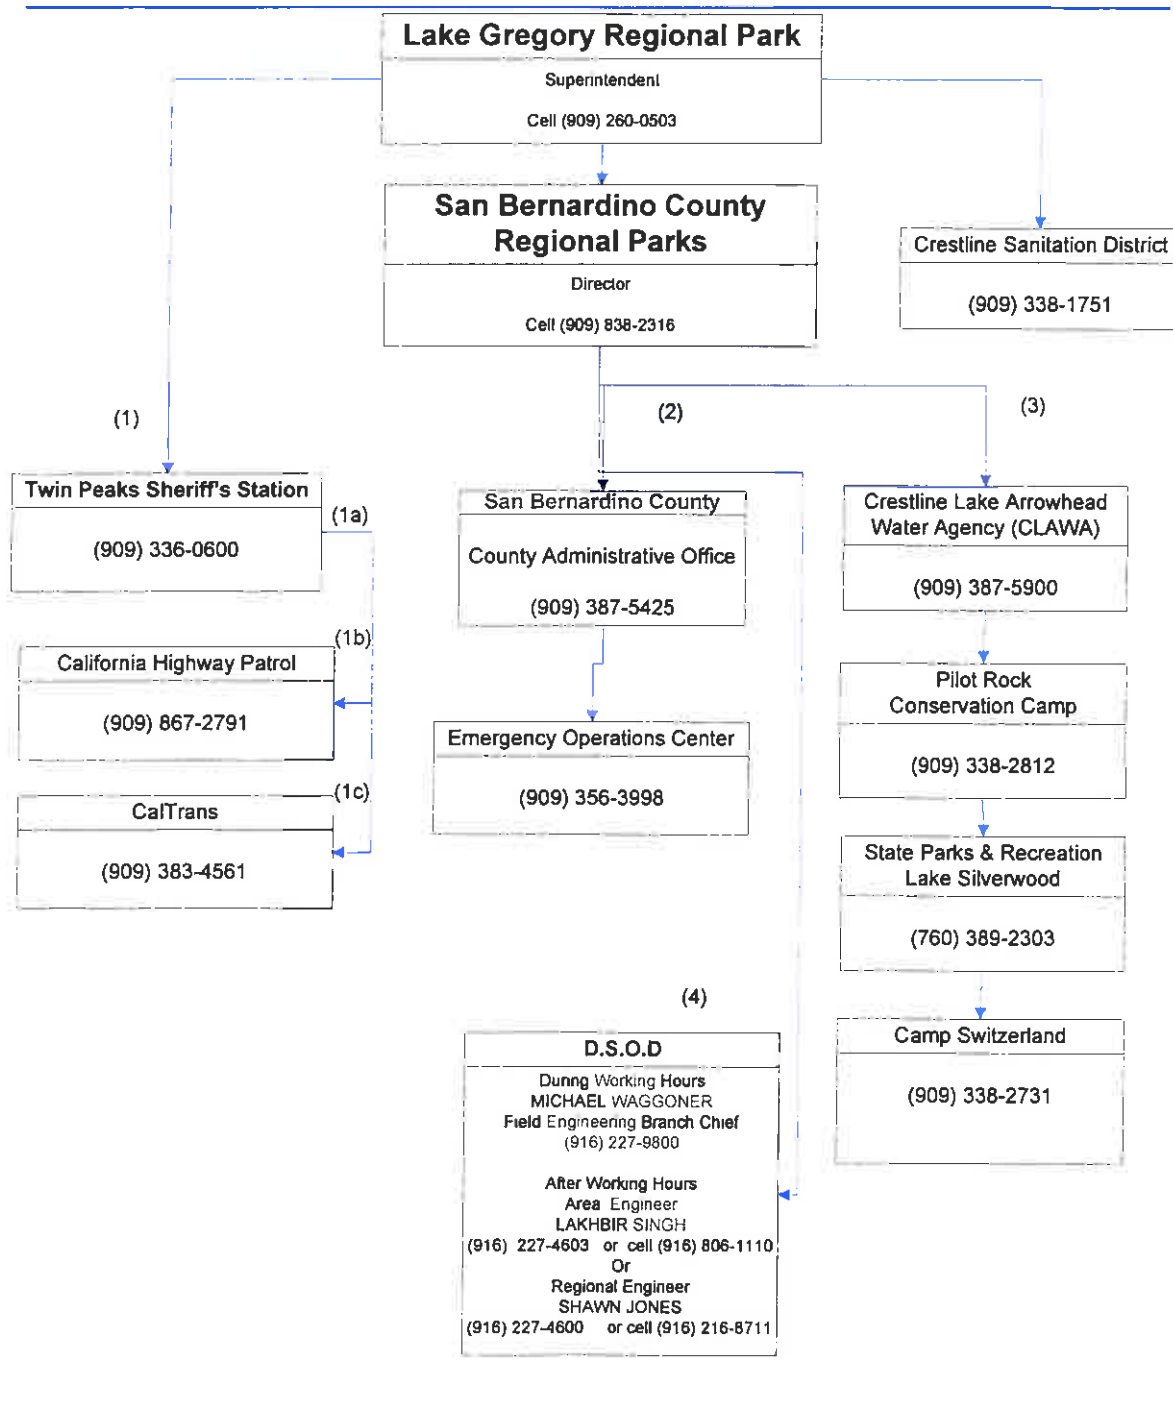 Lake Gregory Regional Park
Superintendent
Cell (909) 260-0503
San Bernardino County
Regional Parks
Director
Cell (909) 838-2316
Crestline Sanitation District
(909) 338-1751
(1)
(2)
(3)
Twin Peaks Sheriff's Station
(909) 336-0600
(1a)
San Bernardino County
County Administrative Office
(909) 387-5425
Crestline Lake Arrowhead
Water Agency (CLAWA)
(909) 387-5900
(1b)
California Highway Patrol
(909) 867-2791
Pilot Rock
Conservation Camp
(909) 338-2812
Emergency Operations Center
(909) 356-3998
(1c)
CalTrans
(909) 383-4561
State Parks & Recreation
Lake Silverwood
(760) 389-2303
(4)
Camp Switzerland
(909) 338-2731
D.S.O.D
During Working Hours
MICHAEL WAGGONER
Field Engineering Branch Chief
(916) 227-9800
After Working Hours
Area Engineer
LAKHBIR SINGH
(916) 227-4603 or cell (916) 806-1110
Or
Regional Engineer
SHAWN JONES
(916) 227-4600 or cell (916) 216-8711